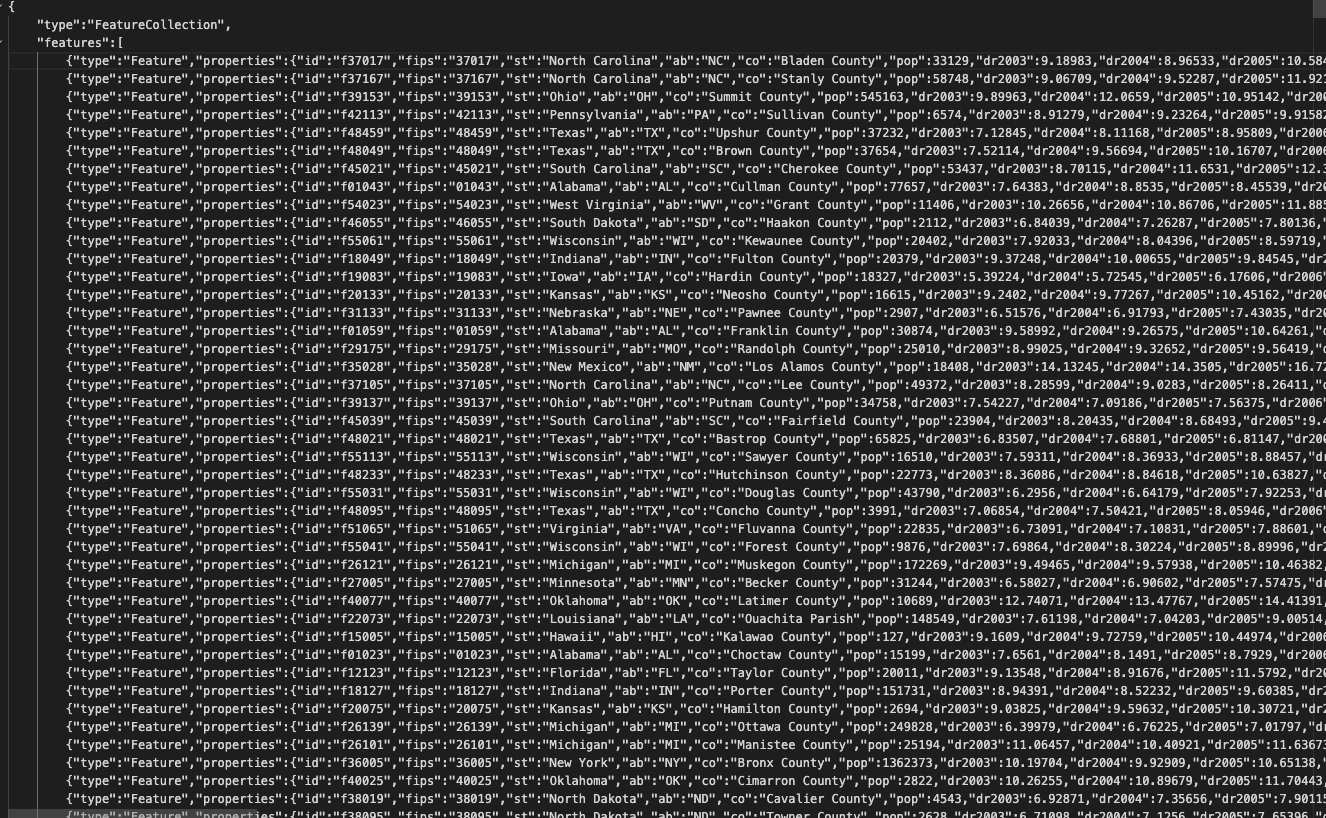 {
"type":"FeatureCollection",
"features":[
{"type":"Feature","properties":{"id":"f37017","fips":"37017","st":"North Carolina","ab":"NC","co":"Bladen County","pop":33129,"dr2003":9.18983,"dr2004":8.96533,"dr2005":10.584
{"type":"Feature","properties":{"id":"f37167","fips":"37167","st":"North Carolina","ab":"NC","co":"Stanly County","pop":58748,"dr2003":9.06709,"dr2004":9.52287,"dr2005":11.921
{"type":"Feature","properties":{"id":"f39153","fips":"39153","st":"Ohio","ab":"OH","co":"Summit County","pop":545163,"dr2003":9.89963,"dr2004":12.0659,"dr2005":10.95142,"dr200
{"type":"Feature","properties":{"id":"f42113","fips":"42113","st":"Pennsylvania","ab":"PA","co":"Sullivan County","pop":6574,"dr2003":8.91279,"dr2004":9.23264,"dr2005":9.91582
{"type":"Feature","properties":{"id":"f48459","fips":"48459","st":"Texas","ab":"TX","co":"Upshur County","pop":37232,"dr2003":7.12845,"dr2004":8.11168,"dr2005":8.95809,"dr2006
{"type":"Feature","properties":{"id":"f48049","fips":"48049","st":"Texas","ab":"TX","co":"Brown County","pop":37654,"dr2003":7.52114,"dr2004":9.56694,"dr2005":10.16707,"dr2006
{"type":"Feature","properties":{"id":"f45021","fips":"45021","st":"South Carolina","ab":"SC","co":"Cherokee County","pop":53437,"dr2003":8.70115,"dr2004":11.6531,"dr2005":12.3
{"type":"Feature","properties":{"id":"f01043","fips":"01043","st":"Alabama","ab":"AL","co":"Cullman County","pop":77657,"dr2003":7.64383,"dr2004":8.8535,"dr2005":8.45539,"dr20
{"type":"Feature","properties":{"id":"f54023","fips":"54023","st":"West Virginia","ab":"WV","co":"Grant County","pop":11406,"dr2003":10.26656,"dr2004":10.86706,"dr2005":11.885
{"type":"Feature","properties":{"id":"f46055","fips":"46055","st":"South Dakota","ab":"SD","co":"Haakon County","pop":2112,"dr2003":6.84039,"dr2004":7.26287,"dr2005":7.80136,"
{"type":"Feature","properties":{"id":"f55061","fips":"55061","st":"Wisconsin","ab":"WI","co":"Kewaunee County","pop":20402,"dr2003":7.92033,"dr2004":8.04396,"dr2005":8.59719,"
{"type":"Feature","properties":{"id":"f18049","fips":"18049","st":"Indiana","ab":"IN","co":"Fulton County","pop":20379,"dr2003":9.37248,"dr2004":10.00655,"dr2005":9.84545,"dr2
{"type":"Feature","properties":{"id":"f19083","fips":"19083","st":"Iowa","ab":"IA","co":"Hardin County","pop":18327,"dr2003":5.39224,"dr2004":5.72545,"dr2005":6.17606,"dr2006"
{"type":"Feature","properties":{"id":"f20133","fips":"20133","st":"Kansas","ab":"KS","co":"Neosho County","pop":16615,"dr2003":9.2402,"dr2004":9.77267,"dr2005":10.45162,"dr200
{"type":"Feature","properties":{"id":"f31133","fips":"31133","st":"Nebraska","ab":"NE","co":"Pawnee County","pop":2907,"dr2003":6.51576,"dr2004":6.91793,"dr2005":7.43035,"dr2
{"type":"Feature","properties":{"id":"f01059","fips":"01059","st":"Alabama","ab":"AL","co":"Franklin County","pop":30874,"dr2003":9.58992,"dr2004":9.26575,"dr2005":10.64261,"d
{"type":"Feature","properties":{"id":"f29175","fips":"29175","st":"Missouri","ab":"MO","co":"Randolph County","pop":25010,"dr2003":8.99025,"dr2004":9.32652,"dr2005":9.56419,"d
{"type":"Feature","properties":{"id":"f35028","fips":"35028","st":"New Mexico","ab":"NM","co":"Los Alamos County","pop":18408,"dr2003":14.13245,"dr2004":14.3505,"dr2005":16.72
{"type":"Feature","properties":{"id":"f37105","fips":"37105","st":"North Carolina","ab":"NC","co":"Lee County","pop":49372,"dr2003":8.28599,"dr2004":9.0283,"dr2005":8.26411,"d
{"type":"Feature","properties":{"id":"f39137","fips":"39137","st":"Ohio","ab":"OH","co":"Putnam County","pop":34758,"dr2003":7.54227,"dr2004":7.09186,"dr2005":7.56375,"dr2006"
{"type":"Feature","properties":{"id":"f45039","fips":"45039","st":"South Carolina","ab":"SC","co":"Fairfield County","pop":23904,"dr2003":8.20435,"dr2004":8.68493,"dr2005":9.4
{"type":"Feature","properties":{"id":"f48021","fips":"48021","st":"Texas","ab":"TX","co":"Bastrop County","pop":65825,"dr2003":6.83507,"dr2004":7.68801,"dr2005":6.81147,"dr200
{"type":"Feature","properties":{"id":"f55113","fips":"55113","st":"Wisconsin","ab":"WI","co":"Sawyer County","pop":16510,"dr2003":7.59311,"dr2004":8.36933,"dr2005":8.88457,"dr
{"type":"Feature","properties":{"id":"f48233","fips":"48233","st":"Texas","ab":"TX","co":"Hutchinson County","pop":22773,"dr2003":8.36086,"dr2004":8.84618,"dr2005":10.63827,"d
{"type":"Feature","properties":{"id":"f55031","fips":"55031","st":"Wisconsin","ab":"WI","co":"Douglas County","pop":43790,"dr2003":6.2956,"dr2004":6.64179,"dr2005":7.92253,"dr
{"type":"Feature","properties":{"id":"f48095","fips":"48095","st":"Texas","ab":"TX","co":"Concho County","pop":3991,"dr2003":7.06854,"dr2004":7.50421,"dr2005":8.05946,"dr2006"
{"type":"Feature","properties":{"id":"f51065","fips":"51065","st":"Virginia","ab":"VA","co":"Fluvanna County","pop":22835,"dr2003":6.73091,"dr2004":7.10831,"dr2005":7.88601,"d
{"type":"Feature","properties":{"id":"f55041","fips":"55041","st":"Wisconsin","ab":"WI","co":"Forest County","pop":9876,"dr2003":7.69864,"dr2004":8.30224,"dr2005":8.89996,"dr2
{"type":"Feature","properties":{"id":"f26121","fips":"26121","st":"Michigan","ab":"MI","co":"Muskegon County","pop":172269,"dr2003":9.49465,"dr2004":9.57938,"dr2005":10.46382,
{"type":"Feature","properties":{"id":"f27005","fips":"27005","st":"Minnesota","ab":"MN","co":"Becker County","pop":31244,"dr2003":6.58027,"dr2004":6.90602,"dr2005":7.57475,"dr
{"type":"Feature","properties":{"id":"f40077","fips":"40077","st":"Oklahoma","ab":"OK","co":"Latimer County","pop":10689,"dr2003":12.74071,"dr2004":13.47767,"dr2005":14.41391,
{"type":"Feature","properties":{"id":"f22073","fips":"22073","st":"Louisiana","ab":"LA","co":"Ouachita Parish","pop":148549,"dr2003":7.61198,"dr2004":7.04203,"dr2005":9.00514,
{"type":"Feature","properties":{"id":"f15005","fips":"15005","st":"Hawaii","ab":"HI","co":"Kalawao County","pop":127,"dr2003":9.1609,"dr2004":9.72759,"dr2005":10.44974,"dr2006
{"type":"Feature","properties":{"id":"f01023","fips":"01023","st":"Alabama","ab":"AL","co":"Choctaw County","pop":15199,"dr2003":7.6561,"dr2004":8.1491,"dr2005":8.7929,"dr2006
{"type":"Feature","properties":{"id":"f12123","fips":"12123","st":"Florida","ab":"FL","co":"Taylor County","pop":20011,"dr2003":9.13548,"dr2004":8.91676,"dr2005":11.5792,"dr20
{"type":"Feature","properties":{"id":"f18127","fips":"18127","st":"Indiana","ab":"IN","co":"Porter County","pop":151731,"dr2003":8.94391,"dr2004":8.52232,"dr2005":9.60385,"dr2
{"type":"Feature","properties":{"id":"f20075","fips":"20075","st":"Kansas","ab":"KS","co":"Hamilton County","pop":2694,"dr2003":9.03825,"dr2004":9.59632,"dr2005":10.30721,"dr2
{"type":"Feature","properties":{"id":"f26139","fips":"26139","st":"Michigan","ab":"MI","co":"Ottawa County","pop":249828,"dr2003":6.39979,"dr2004":6.76225,"dr2005":7.01797,"dr
{"type":"Feature","properties":{"id":"f26101","fips":"26101","st":"Michigan","ab":"MI","co":"Manistee County","pop":25194,"dr2003":11.06457,"dr2004":10.40921,"dr2005":11.63673
{"type":"Feature","properties":{"id":"f36005","fips":"36005","st":"New York","ab":"NY","co":"Bronx County","pop":1362373,"dr2003":10.19704,"dr2004":9.92909,"dr2005":10.65138,"
{"type":"Feature","properties":{"id":"f40025","fips":"40025","st":"Oklahoma","ab":"OK","co":"Cimarron County","pop":2822,"dr2003":10.26255,"dr2004":10.89679,"dr2005":11.70443,
{"type":"Feature","properties":{"id":"f38019","fips":"38019","st":"North Dakota","ab":"ND","co":"Cavalier County","pop":4543,"dr2003":6.92871,"dr2004":7.35656,"dr2005":7.90115
{"type":"Feature","properties":{"id":"f38095","fips":"38095","st":"North Dakota","ab":"ND","co":"Towner County","pop":2628,"dr2003":6.71098,"dr2004":7.1256,"dr2005":7.65396,"d